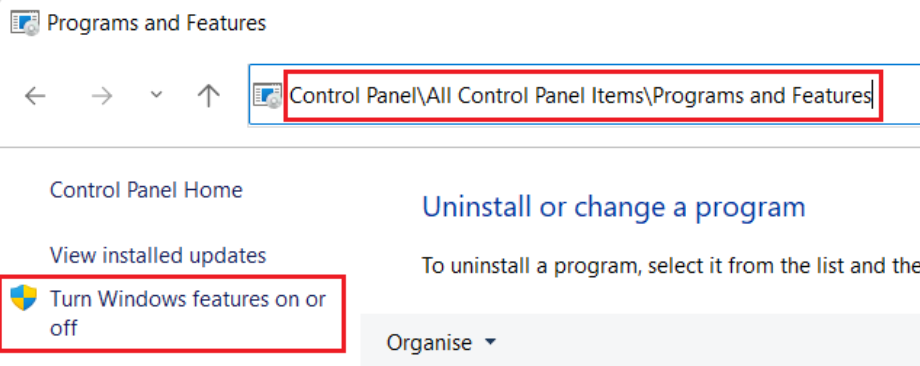 Programs and Features
Control Panel\All Control Panel Items\Programs and Features
Control Panel Home
View installed updates
Turn Windows features on or
off
Uninstall or change a program
To uninstall a program, select it from the list and the
Organise